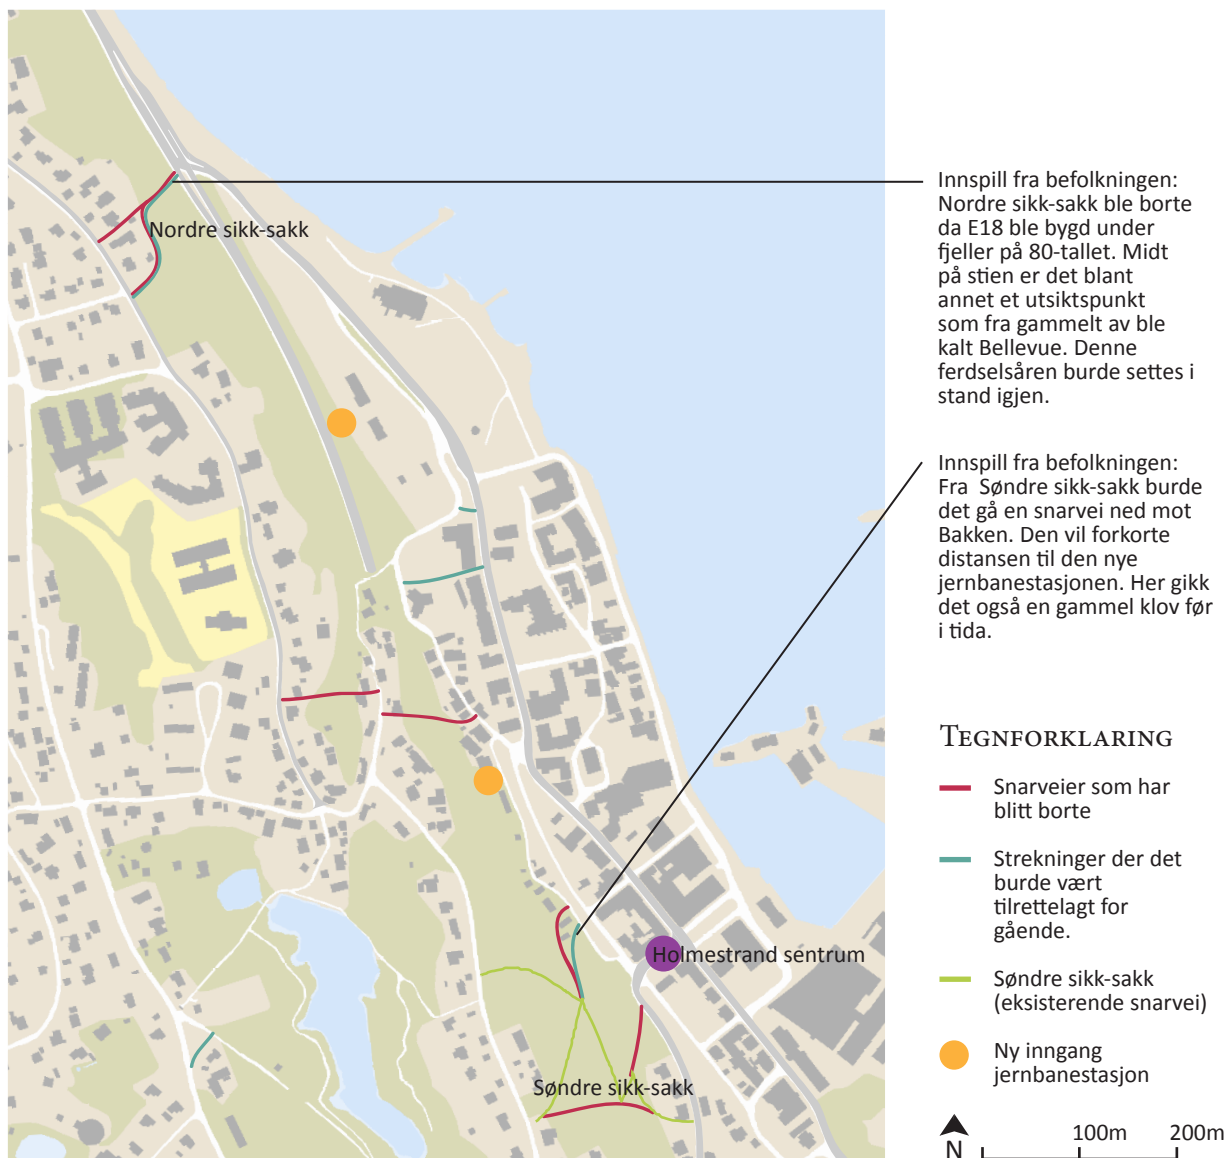 Innspill fra befolkningen:
Nordre sikk-sakk ble borte
da E18 ble bygd under
fjeller på 80-tallet. Midt
på stien er det blant
annet et utsiktspunkt
som fra gammelt av ble
kalt Bellevue. Denne
ferdselsåren burde settes i
stand igjen.
Nordre sikk-sakk
Innspill fra befolkningen:
Fra Søndre sikk-sakk burde
det gå en snarvei ned mot
Bakken. Den vil forkorte
distansen til den nye
jernbanestasjonen. Her gikk
det også en gammel klov før
i tida.
Holmestrand sentrum
Søndre sikk-sakk
TEGNFORKLARING
Snarveier som har
blitt borte
Strekninger der det
burde vært
tilrettelagt for
gående.
Søndre sikk-sakk
(eksisterende snarvei)
Ny inngang
jernbanestasjon
N
100m 200m